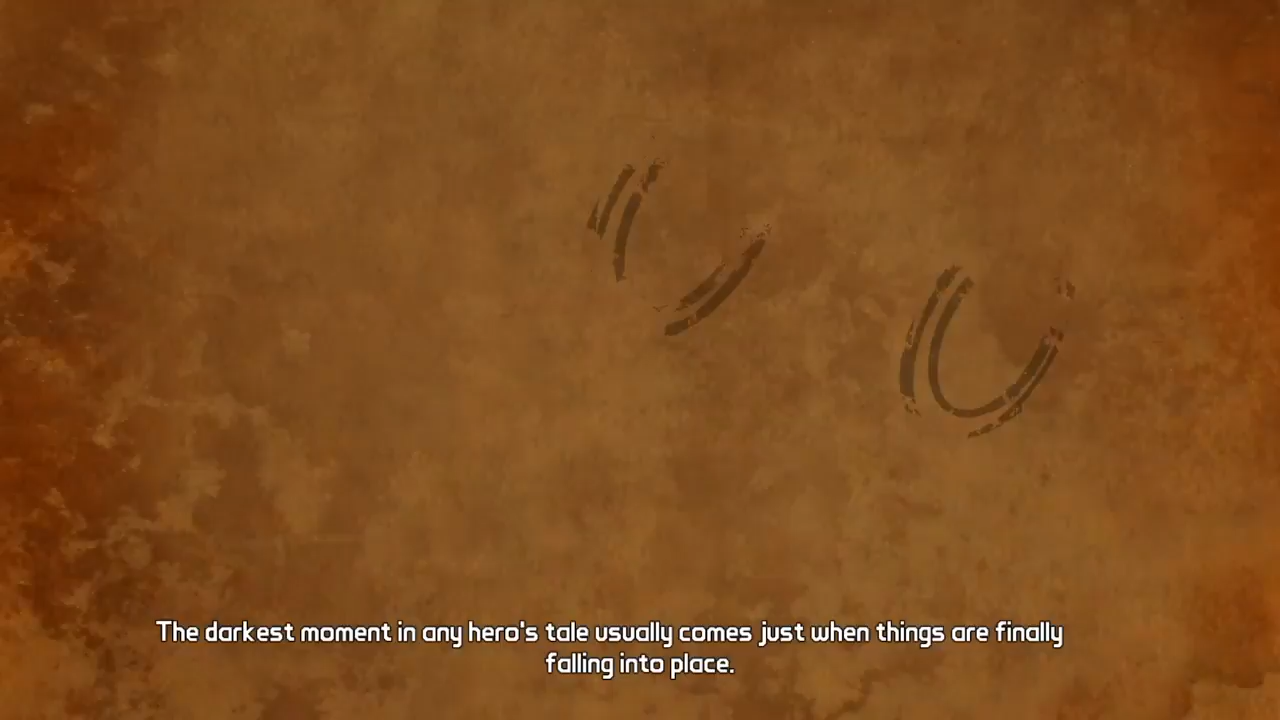 The darkest moment in any hero's tale usually comes just when things are finally
falling into place.